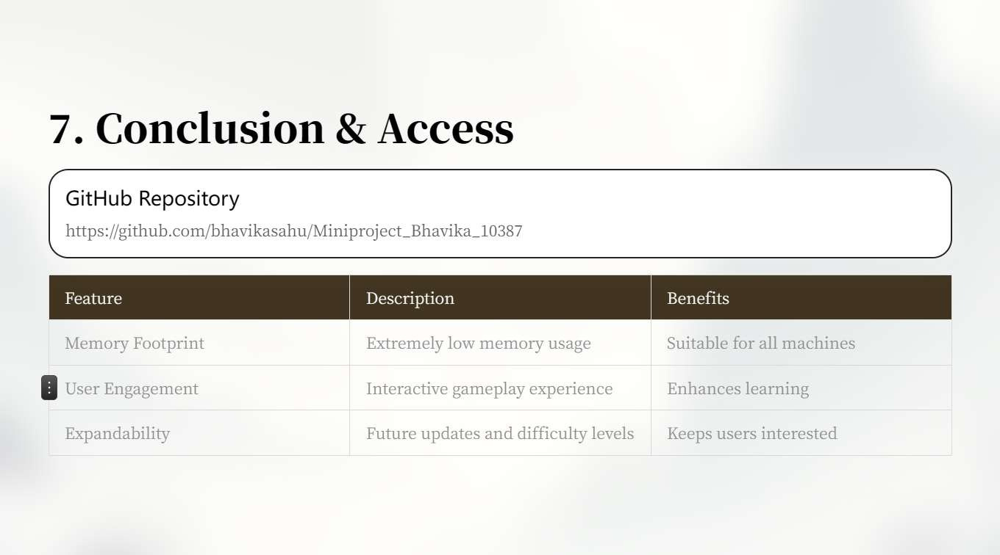 7. Conclusion & Access
GitHub Repository
https://github.com/bhavikasahu/Miniproject_Bhavika_10387
Feature Description Benefits
Memory Footprint Extremely low memory usage Suitable for all machines
User Engagement Interactive gameplay experience Enhances learning
Expandability Future updates and difficulty levels Keeps users interested